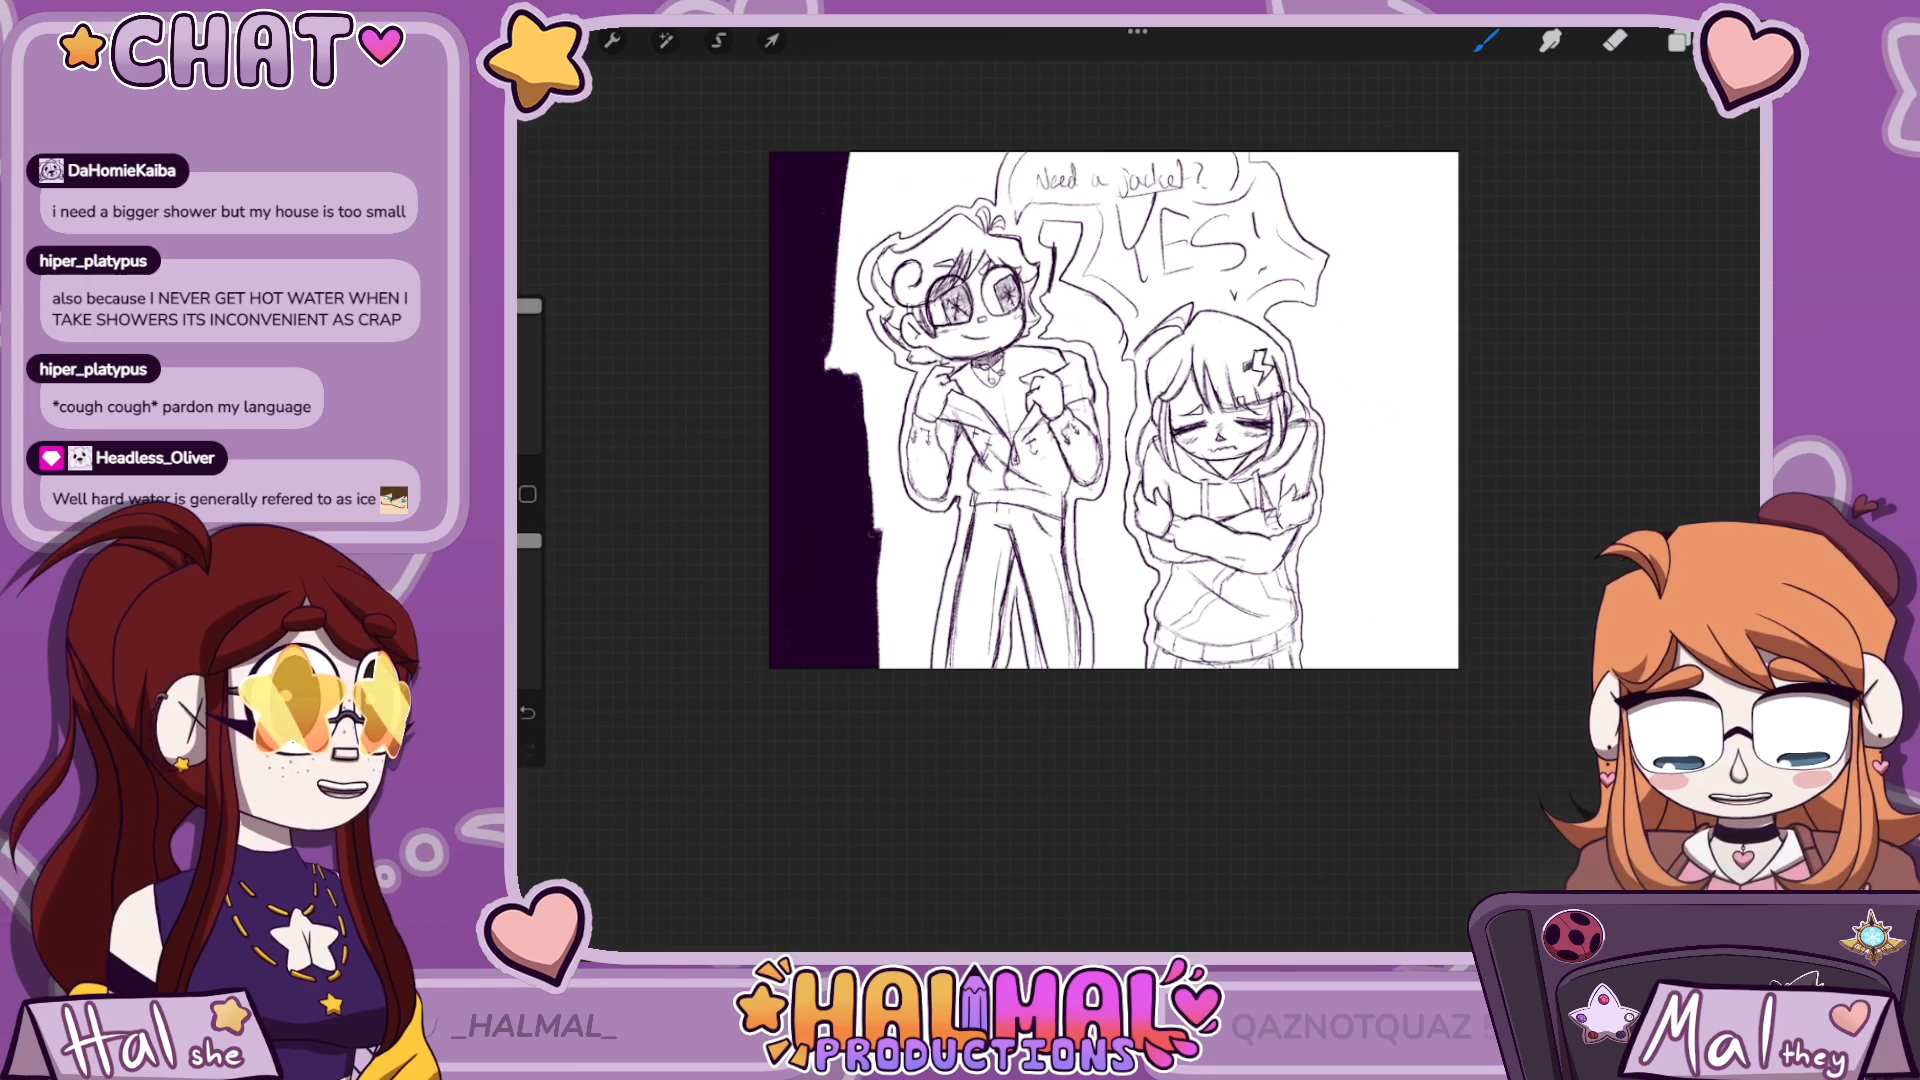 CHAT
DaHomieKaiba
i need a bigger shower but my house is too small
hiper_platypus
also because I NEVER GET HOT WATER WHEN I
TAKE SHOWERS ITS INCONVENIENT AS CRAP
hiper_platypus
*cough cough* pardon my language
Headless_Oliver
Well hard water is generally refered to as ice
Need a jacket?
YES!
Hal she
_HALMAL_
HALMAL
PRODUCTIONS
QAZNOTQUAZ
Mal they